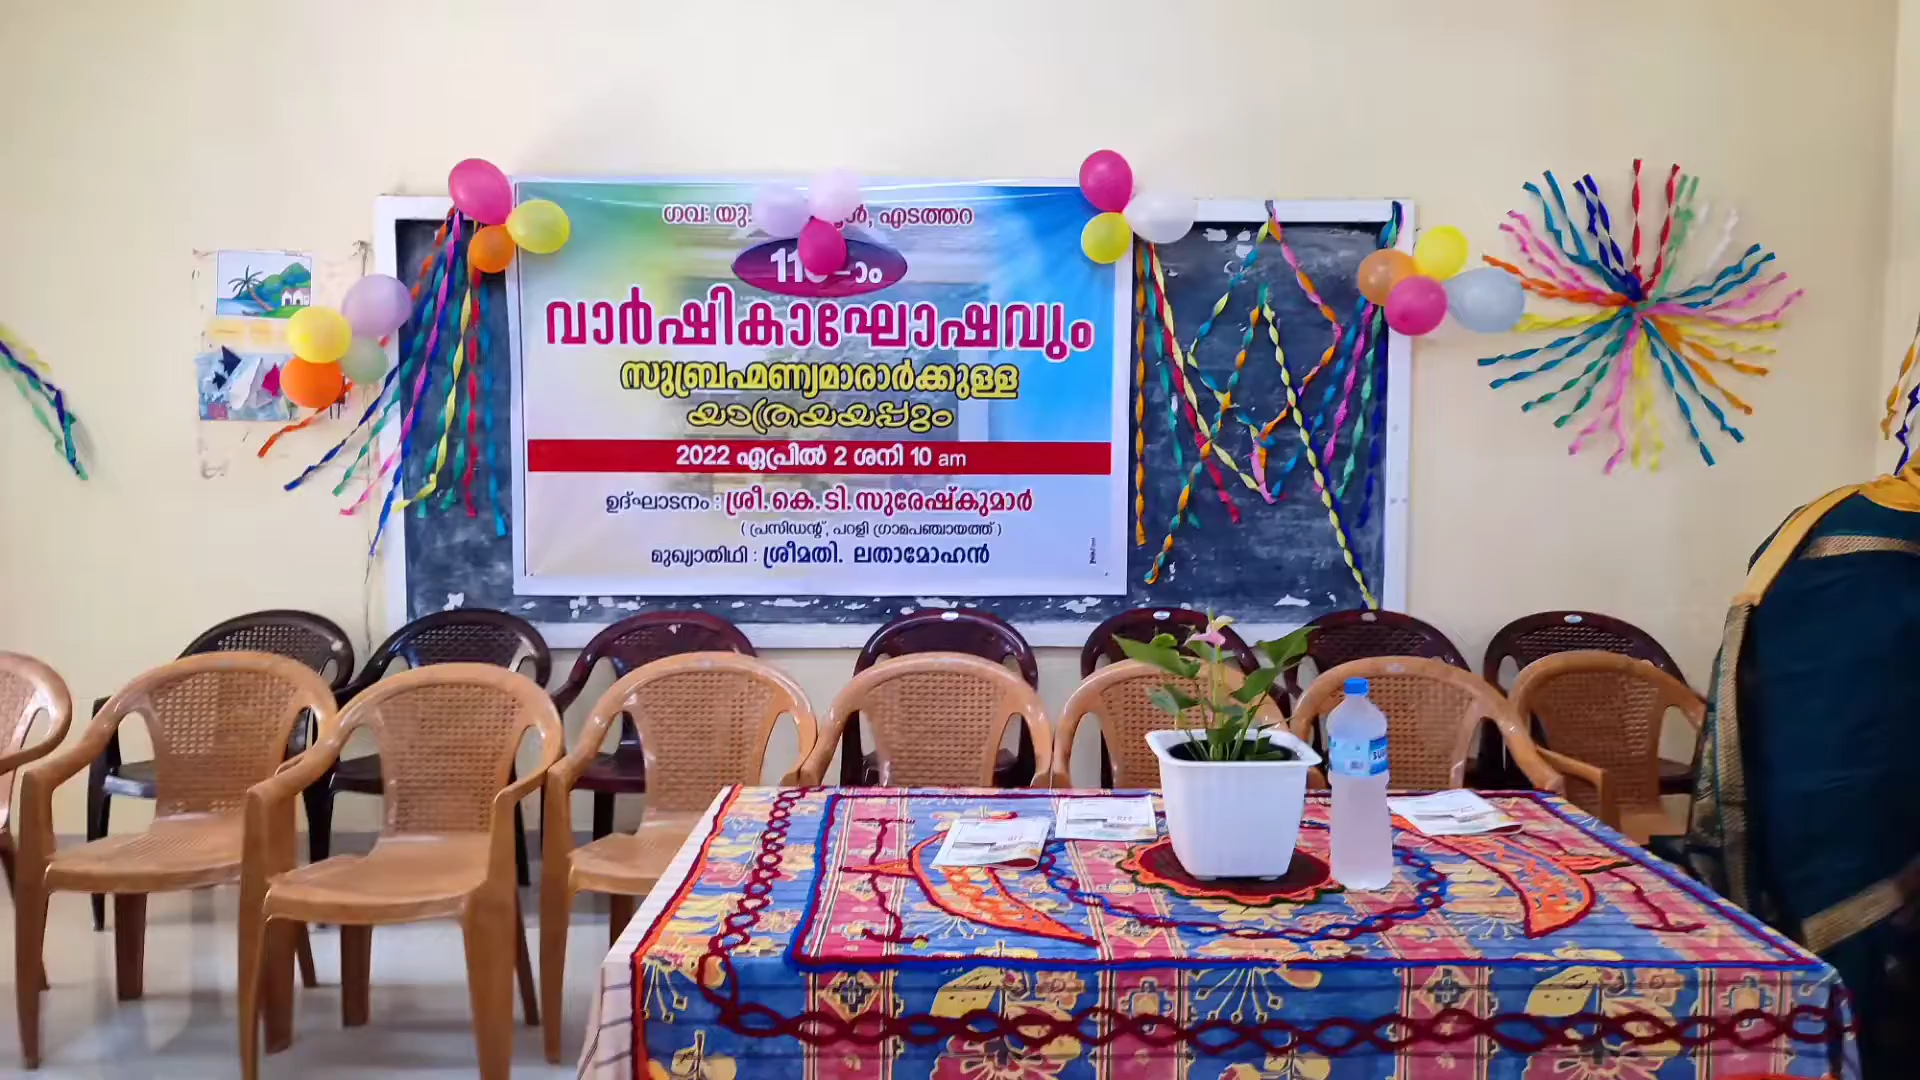 ഗവ: യു. , എടത്തറ
വാർഷികാഘോഷവും
സുബ്രഹ്മണ്യമാരാർക്കുള്ള
യാത്രയയപ്പും
2022 ഏപ്രിൽ 2 ശനി 10 am
ഉദ്ഘാടനം : ശ്രീ.കെ.ടി.സുരേഷ്കുമാർ
( പ്രസിഡന്റ്, പറളി ഗ്രാമപഞ്ചായത്ത് )
മുഖ്യാതിഥി : ശ്രീമതി. ലതാമോഹൻ